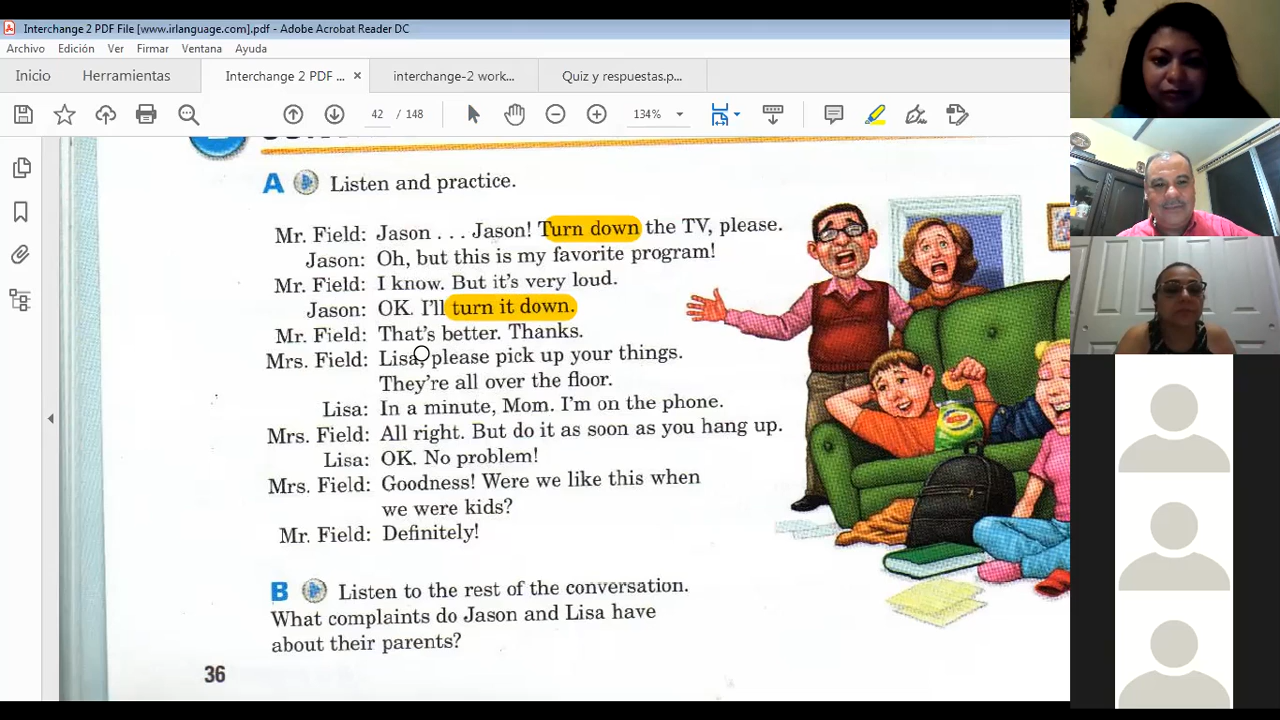 Interchange 2 PDF File [www.irlanguage.com].pdf - Adobe Acrobat Reader DC
Archivo Edición Ver Firmar Ventana Ayuda
Inicio Herramientas Interchange 2 PDF ... × interchange-2 work... Quiz y respuestas.p...
42 / 148 134%
A Listen and practice.
Mr. Field: Jason . . . Jason! Turn down the TV, please.
Jason: Oh, but this is my favorite program!
Mr. Field: I know. But it's very loud.
Jason: OK. I'll turn it down.
Mr. Field: That's better. Thanks.
Mrs. Field: Lisa, please pick up your things.
They're all over the floor.
Lisa: In a minute, Mom. I'm on the phone.
Mrs. Field: All right. But do it as soon as you hang up.
Lisa: OK. No problem!
Mrs. Field: Goodness! Were we like this when
we were kids?
Mr. Field: Definitely!
B Listen to the rest of the conversation.
What complaints do Jason and Lisa have
about their parents?
36